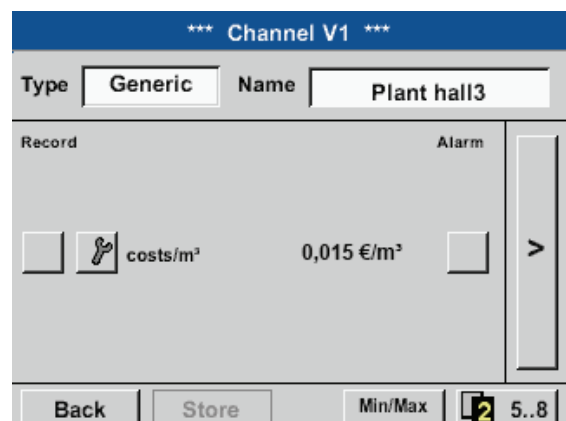 *** Channel V1 ***
Type Generic Name Plant hall3
Record Alarm
costs/m³ 0,015 €/m³ >
Back Store Min/Max 2 5..8